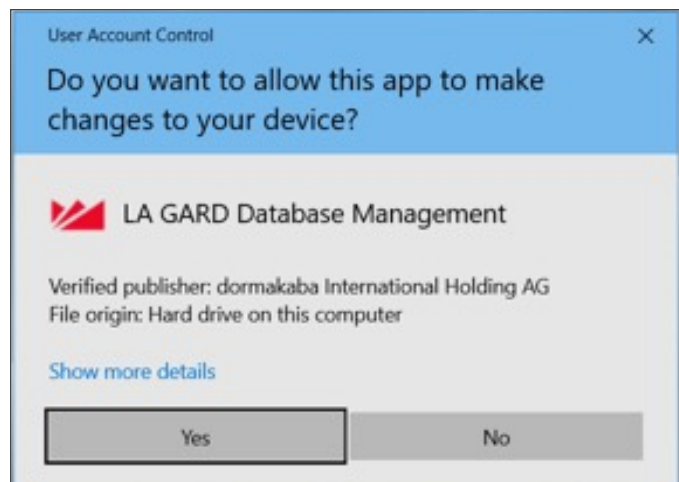 User Account Control
Do you want to allow this app to make
changes to your device?
LA GARD Database Management
Verified publisher: dormakaba International Holding AG
File origin: Hard drive on this computer
Show more details
Yes
No